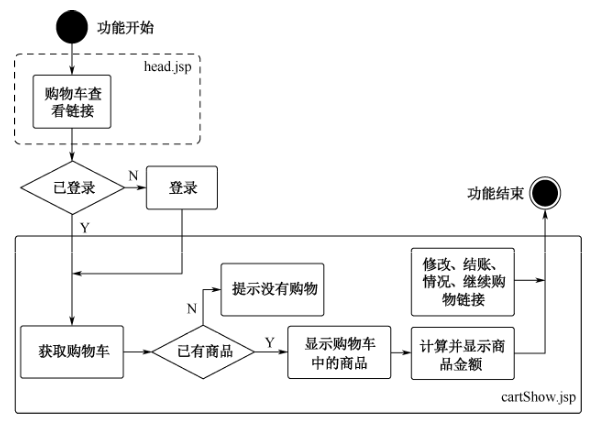 功能开始
head.jsp
购物车查
看链接
已登录
N
登录
Y
功能结束
修改、结账、
情况、继续购
物链接
提示没有购物
N
获取购物车
已有商品
Y
显示购物车
中的商品
计算并显示商
品金额
cartShow.jsp